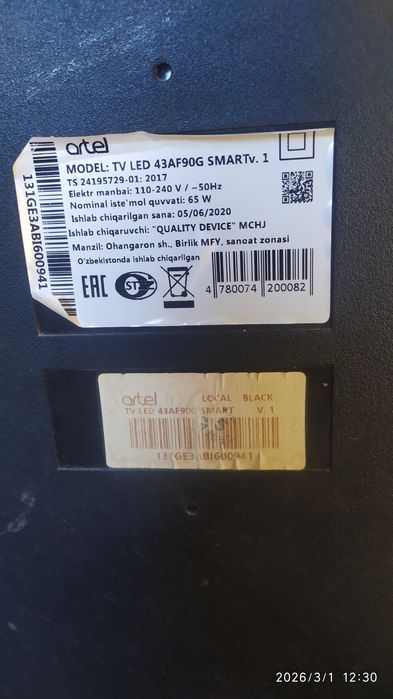 artel
MODEL: TV LED 43AF90G SMARTv. 1
TS 24195729-01: 2017
Elektr manbai: 110-240 V / ~50Hz
Nominal iste'mol quvvati: 65 W
Ishlab chiqarilgan sana: 05/06/2020
Ishlab chiqaruvchi: "QUALITY DEVICE" MCHJ
Manzil: Ohangaron sh., Birlik MFY, sanoat zonasi
O'zbekistonda ishlab chiqarilgan
131GE3ABI600941
EAC
4 780074 200082
artel LOCAL BLACK
TV LED 43AF90G SMART V. 1
131GE3ABI600941
2026/3/1 12:30